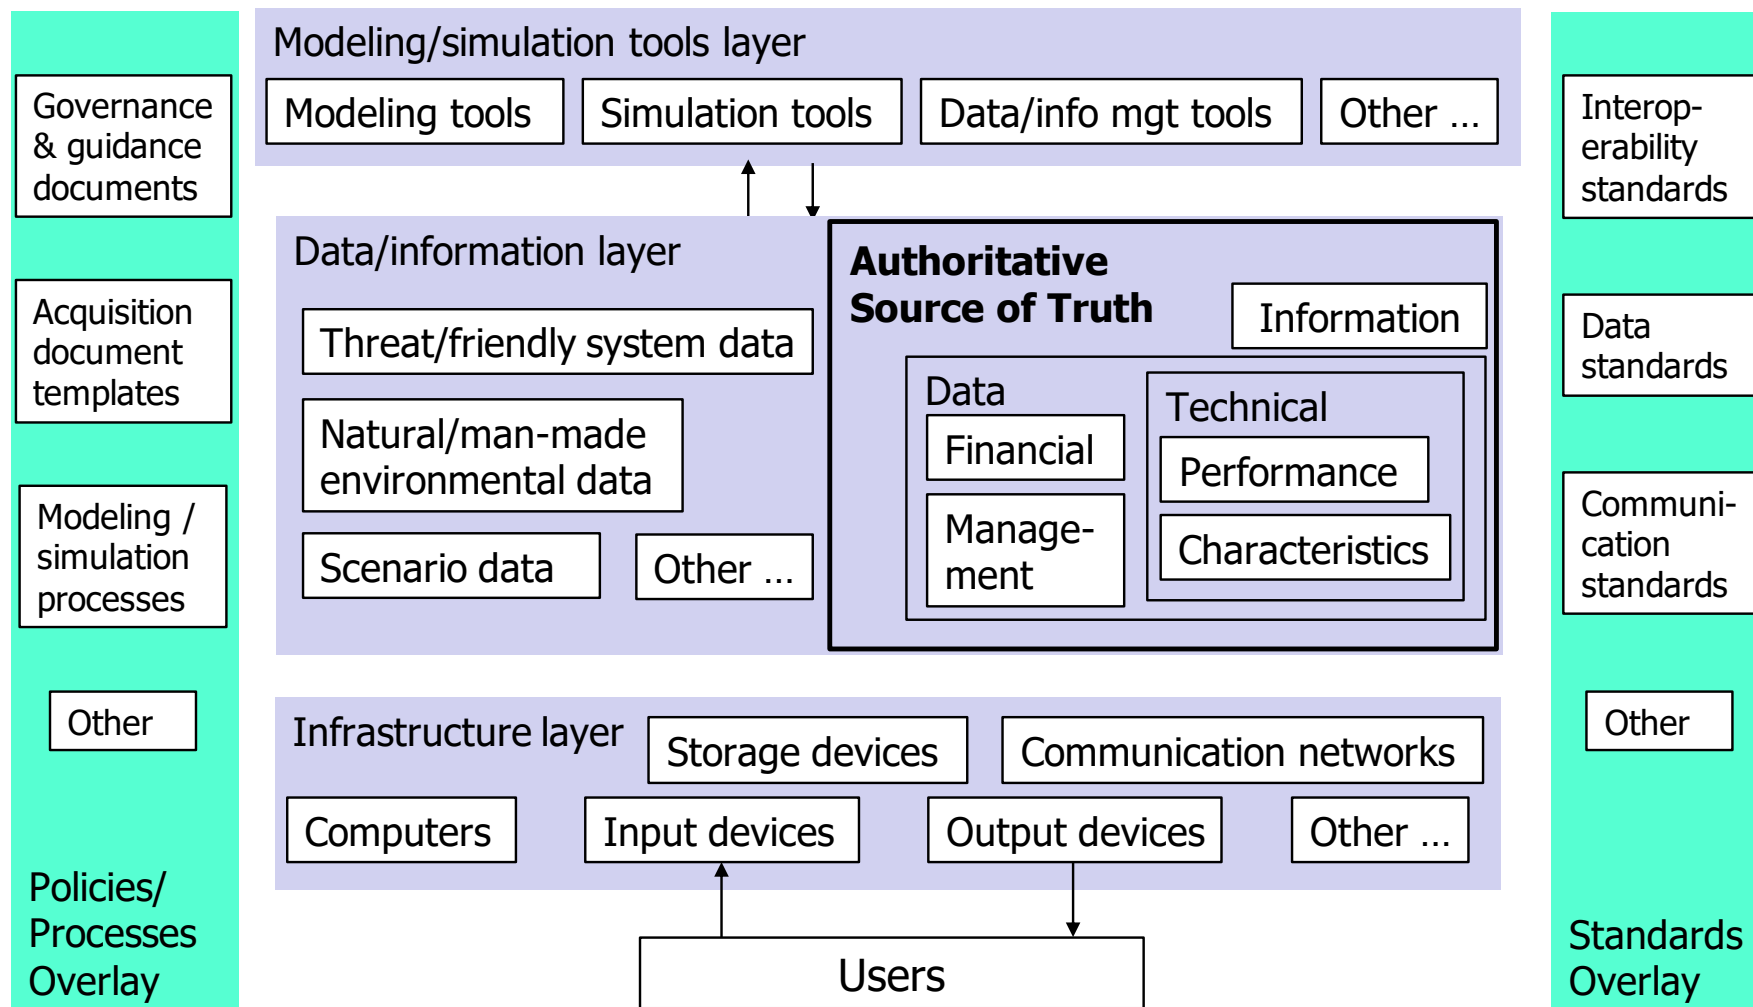 Modeling/simulation tools layer
Modeling tools
Simulation tools
Data/info mgt tools
Other ...
Governance
& guidance
documents
Acquisition
document
templates
Modeling /
simulation
processes
Other
Policies/
Processes
Overlay
Data/information layer
Threat/friendly system data
Natural/man-made
environmental data
Scenario data
Other ...
Authoritative
Source of Truth
Information
Data
Financial
Manage-
ment
Technical
Performance
Characteristics
Infrastructure layer
Storage devices
Communication networks
Computers
Input devices
Output devices
Other ...
Users
Interop-
erability
standards
Data
standards
Communi-
cation
standards
Other
Standards
Overlay